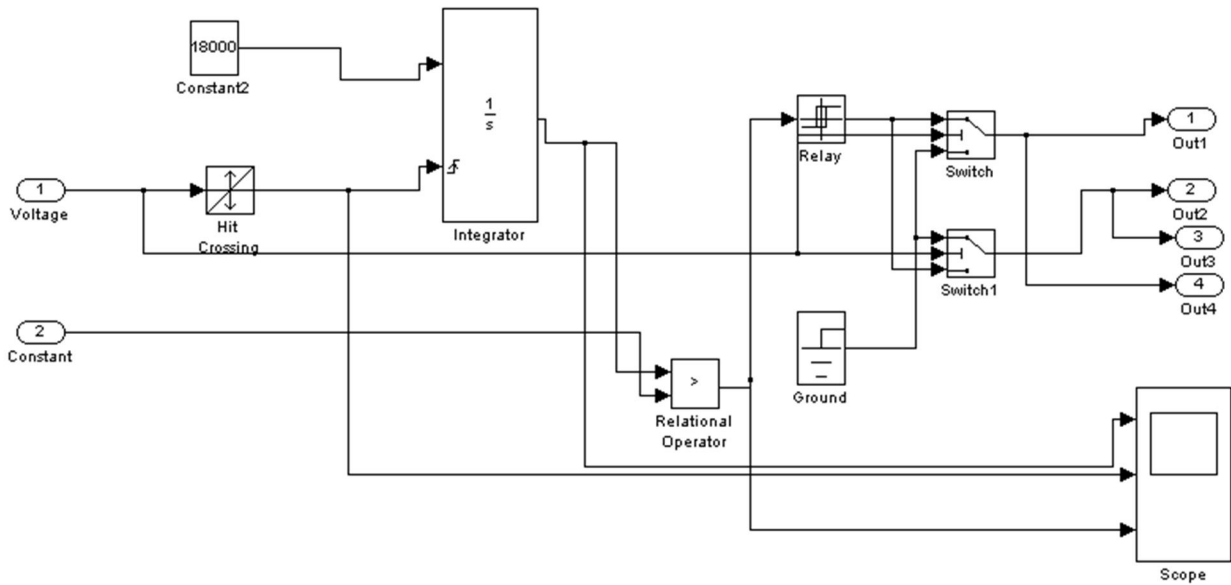 18000
Constant2
1
s
Integrator
1
Voltage
Hit
Crossing
Relay
Switch
1
Out1
2
Out2
3
Out3
Switch1
4
Out4
2
Constant
>
Relational
Operator
Ground
Scope